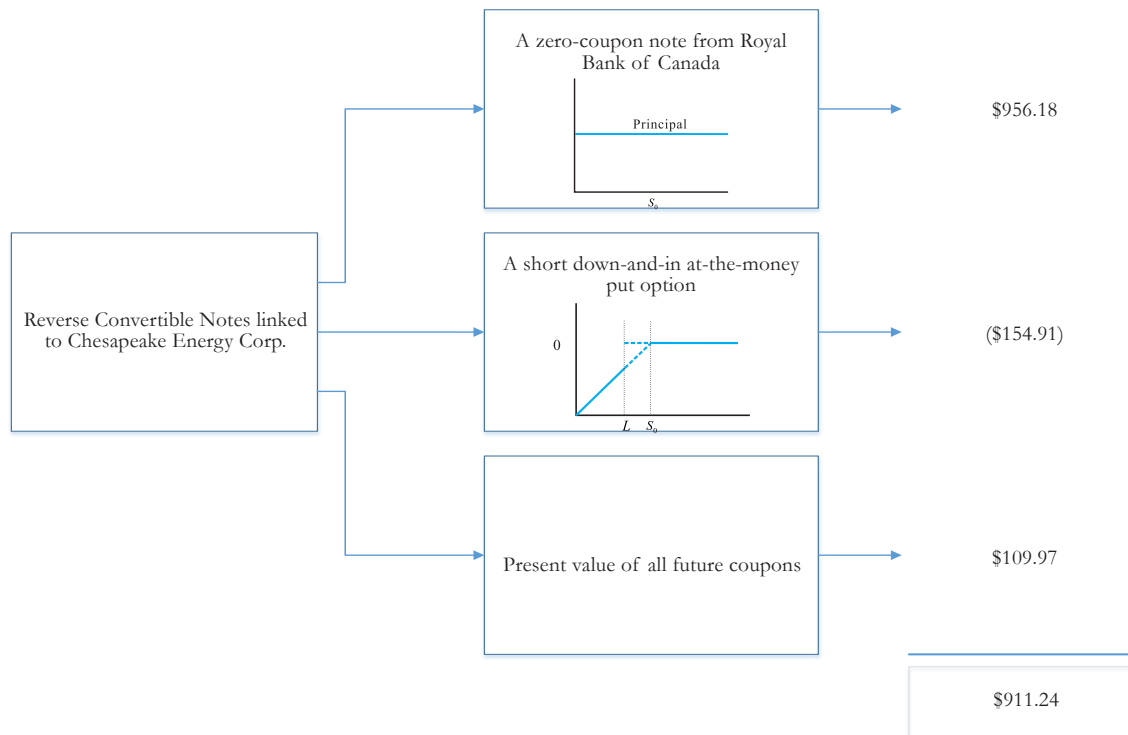 A zero-coupon note from Royal
Bank of Canada
Principal
S₀
$956.18
Reverse Convertible Notes linked
to Chesapeake Energy Corp.
A short down-and-in at-the-money
put option
0
L
S₀
($154.91)
Present value of all future coupons
$109.97
$911.24